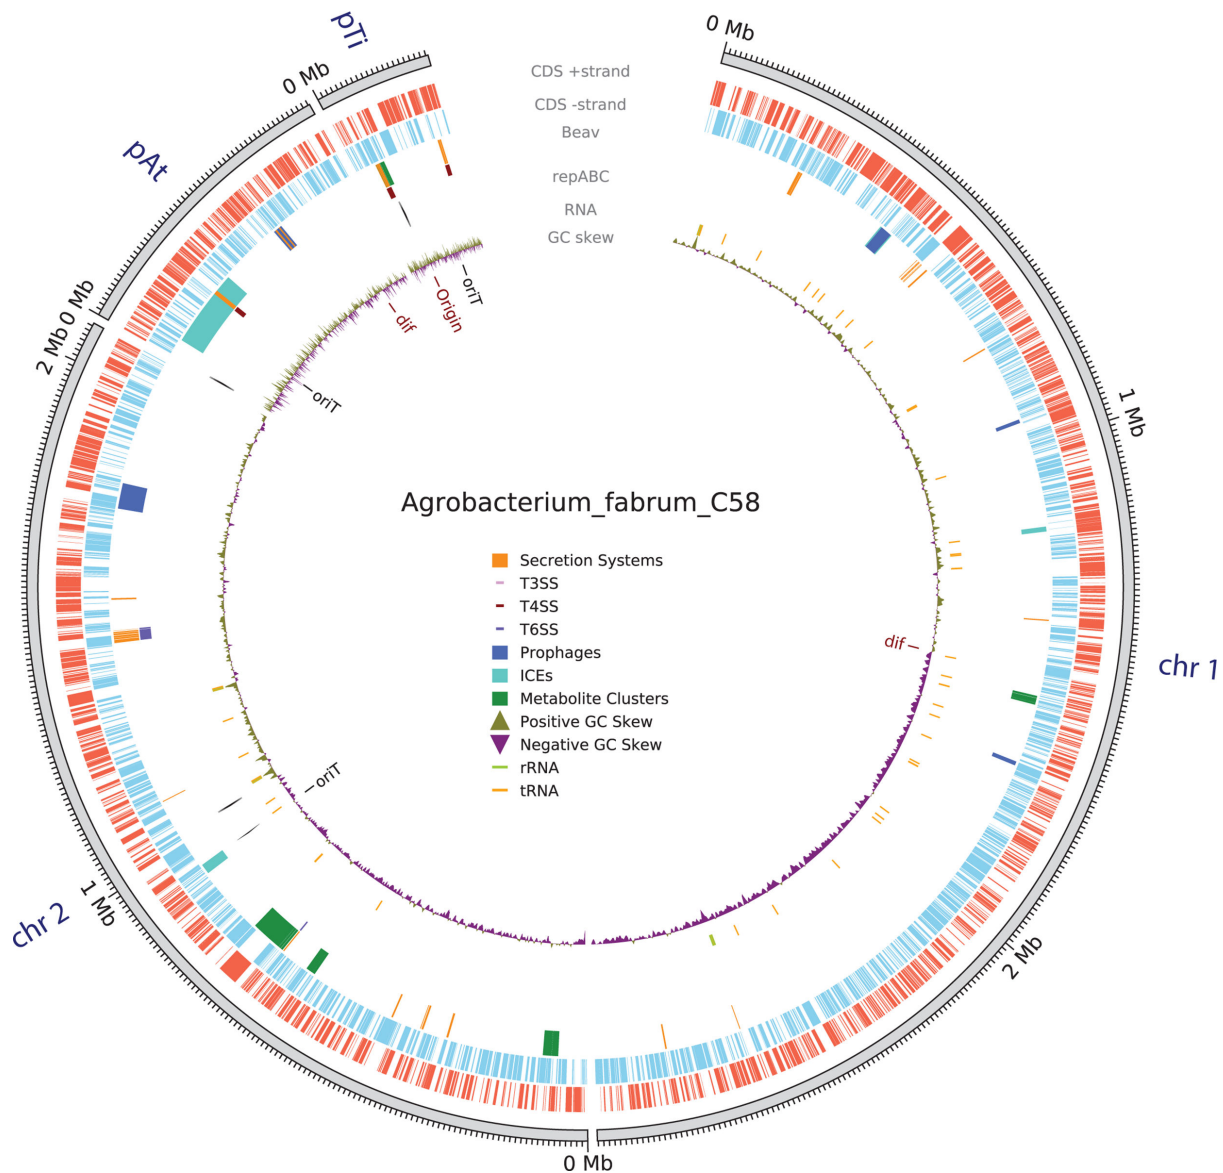 pTi
0 Mb
0 Mb
CDS +strand
CDS -strand
Beav
repABC
RNA
GC skew
pAt
oriT
Origin
dif
0 Mb
2 Mb
oriT
1 Mb
Agrobacterium_fabrum_C58
Secretion Systems
T3SS
T4SS
T6SS
Prophages
ICEs
Metabolite Clusters
Positive GC Skew
Negative GC Skew
rRNA
tRNA
dif
chr 1
oriT
1 Mb
chr 2
2 Mb
0 Mb